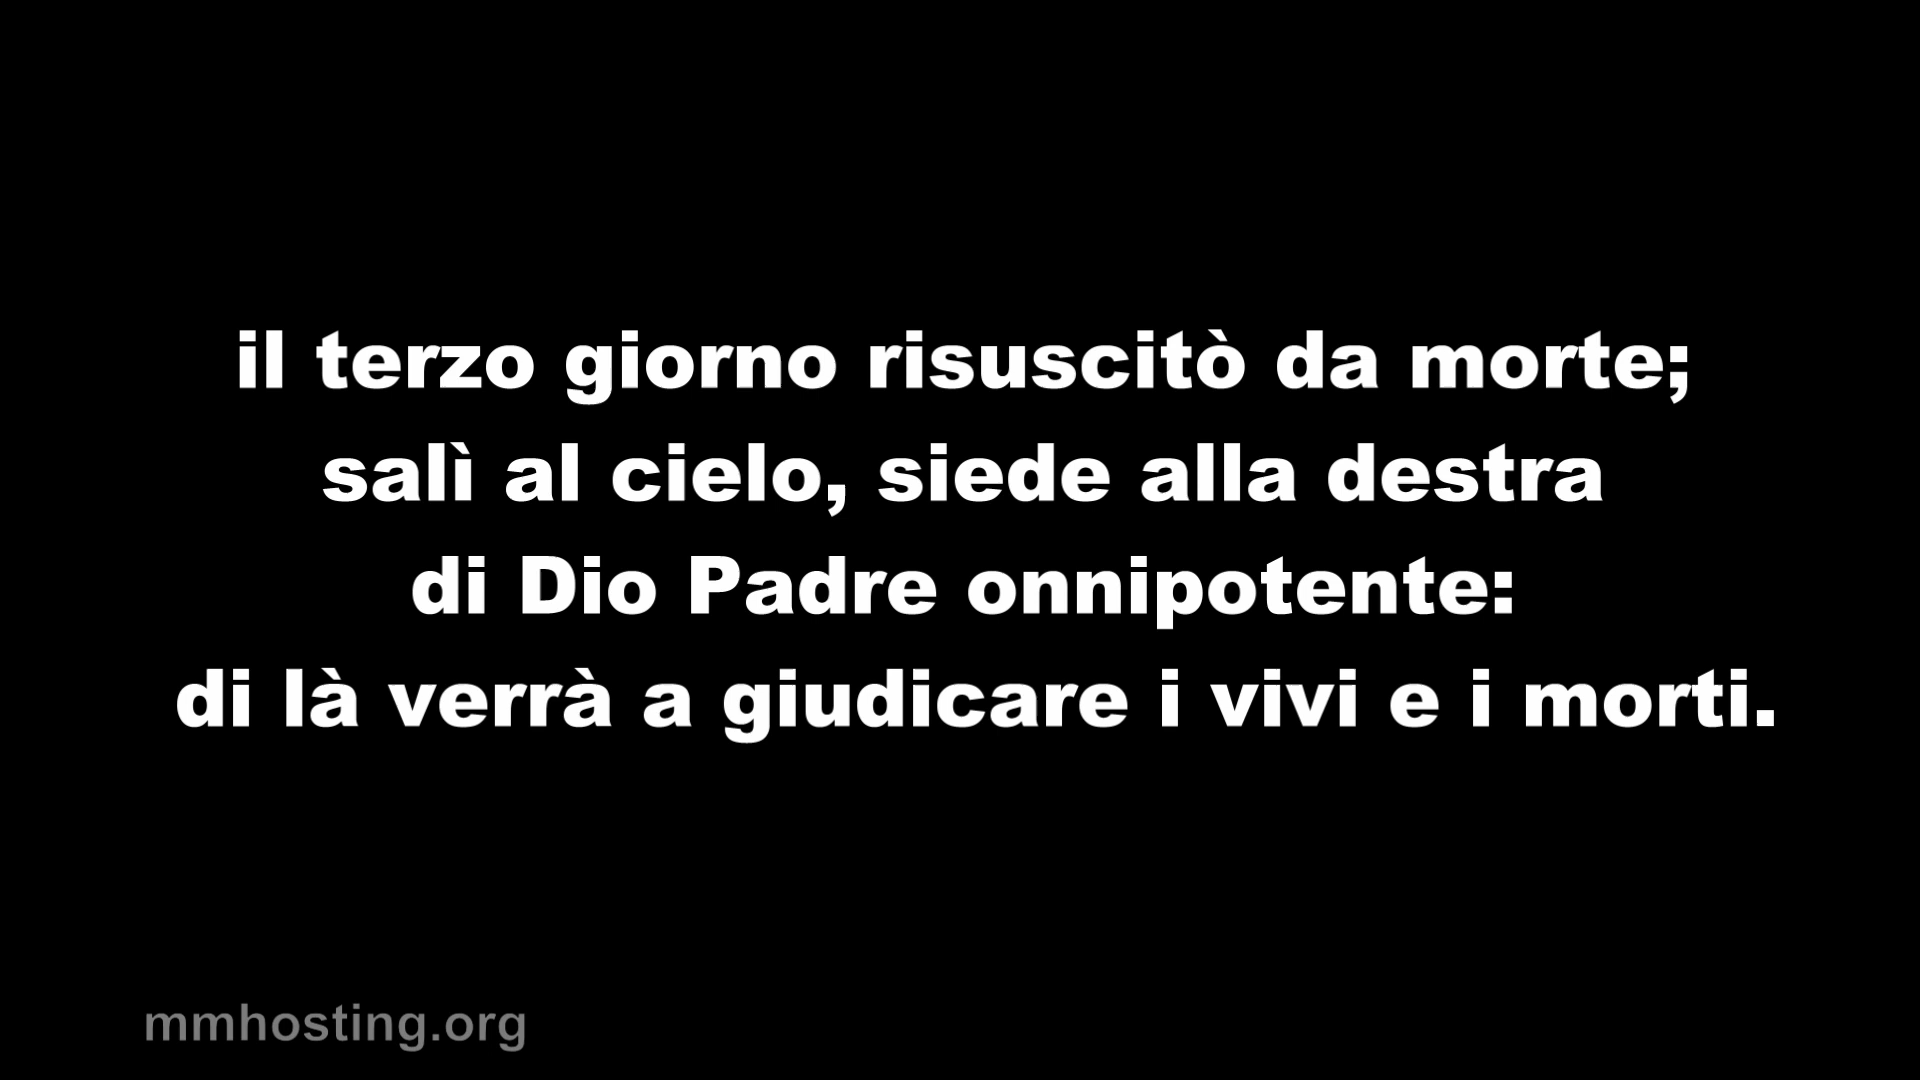 il terzo giorno risuscitò da morte;
salì al cielo, siede alla destra
di Dio Padre onnipotente:
di là verrà a giudicare i vivi e i morti.
mmhosting.org